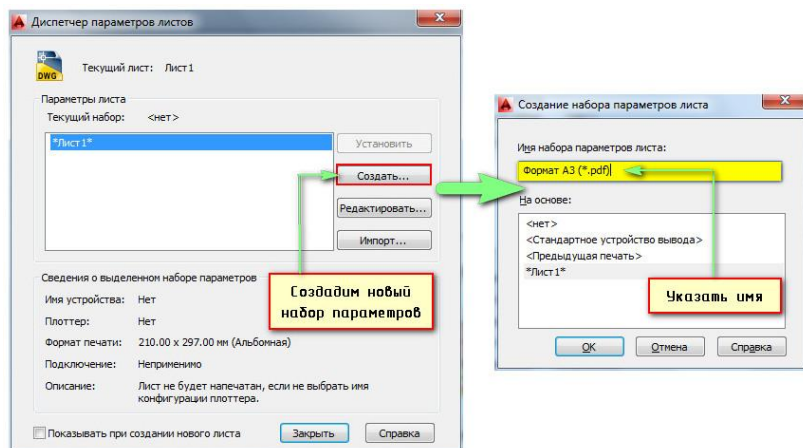 Диспетчер параметров листов
DWG
Текущий лист: Лист1
Параметры листа
Текущий набор: <нет>
*Лист1*
Установить
Создать...
Редактировать...
Импорт...
Сведения о выделенном наборе параметров
Имя устройства: Нет
Плоттер: Нет
Формат печати: 210.00 x 297.00 мм (Альбомная)
Подключение: Неприменимо
Описание: Лист не будет напечатан, если не выбрать имя
конфигурации плоттера.
Создадим новый
набор параметров
Показывать при создании нового листа
Закрыть
Справка
Создание набора параметров листа
Имя набора параметров листа:
Формат А3 (*.pdf)
На основе:
<нет>
<Стандартное устройство вывода>
<Предыдущая печать>
*Лист1*
Указать имя
OK
Отмена
Справка